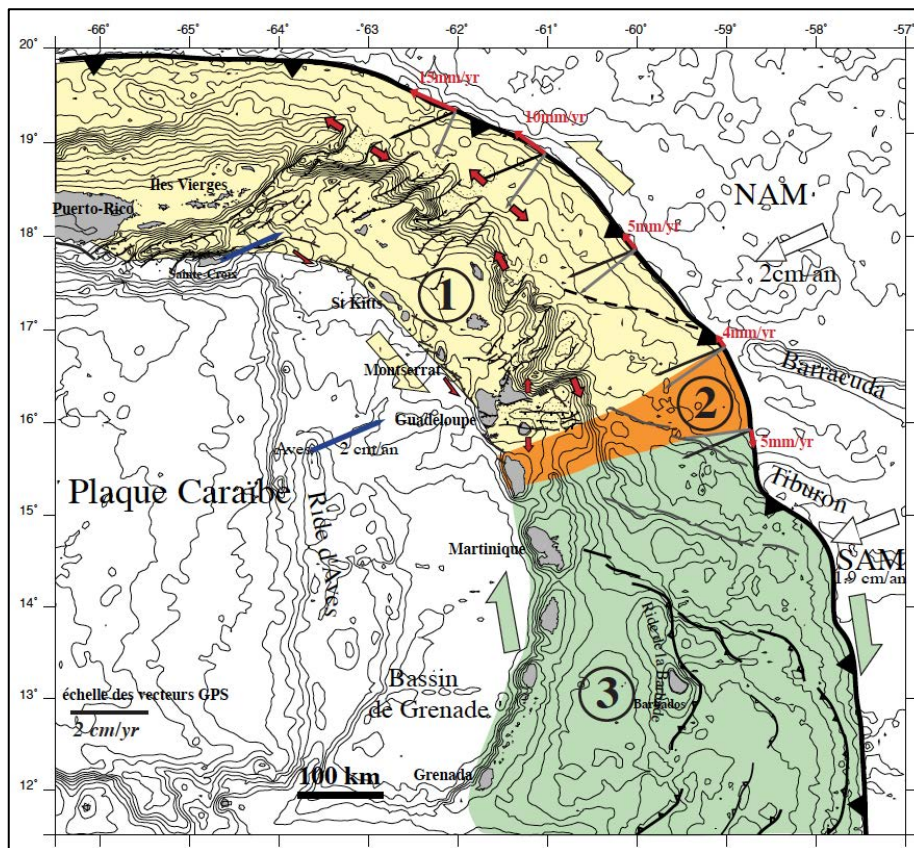 -66 -65 -64 -63 -62 -61 -60 -59 -58 -57
20°
15mm/yr
10mm/yr
19°
NAM
Îles Vierges
Puerto-Rico
5mm/yr
18°
2cm/an
Sainte-Croix
1
St Kitts
17°
4mm/yr
Barracuda
Montserrat
2
16°
Guadeloupe
5mm/yr
Aves
2 cm/an
Plaque Caraïbe
Tiburon
15°
Ride d'Aves
Martinique
SAM
1.9 cm/an
14°
Ride de la Barbade
Bassin
de Grenade
3
13°
échelle des vecteurs GPS
Barbados
2 cm/yr
Grenada
100 km
12°